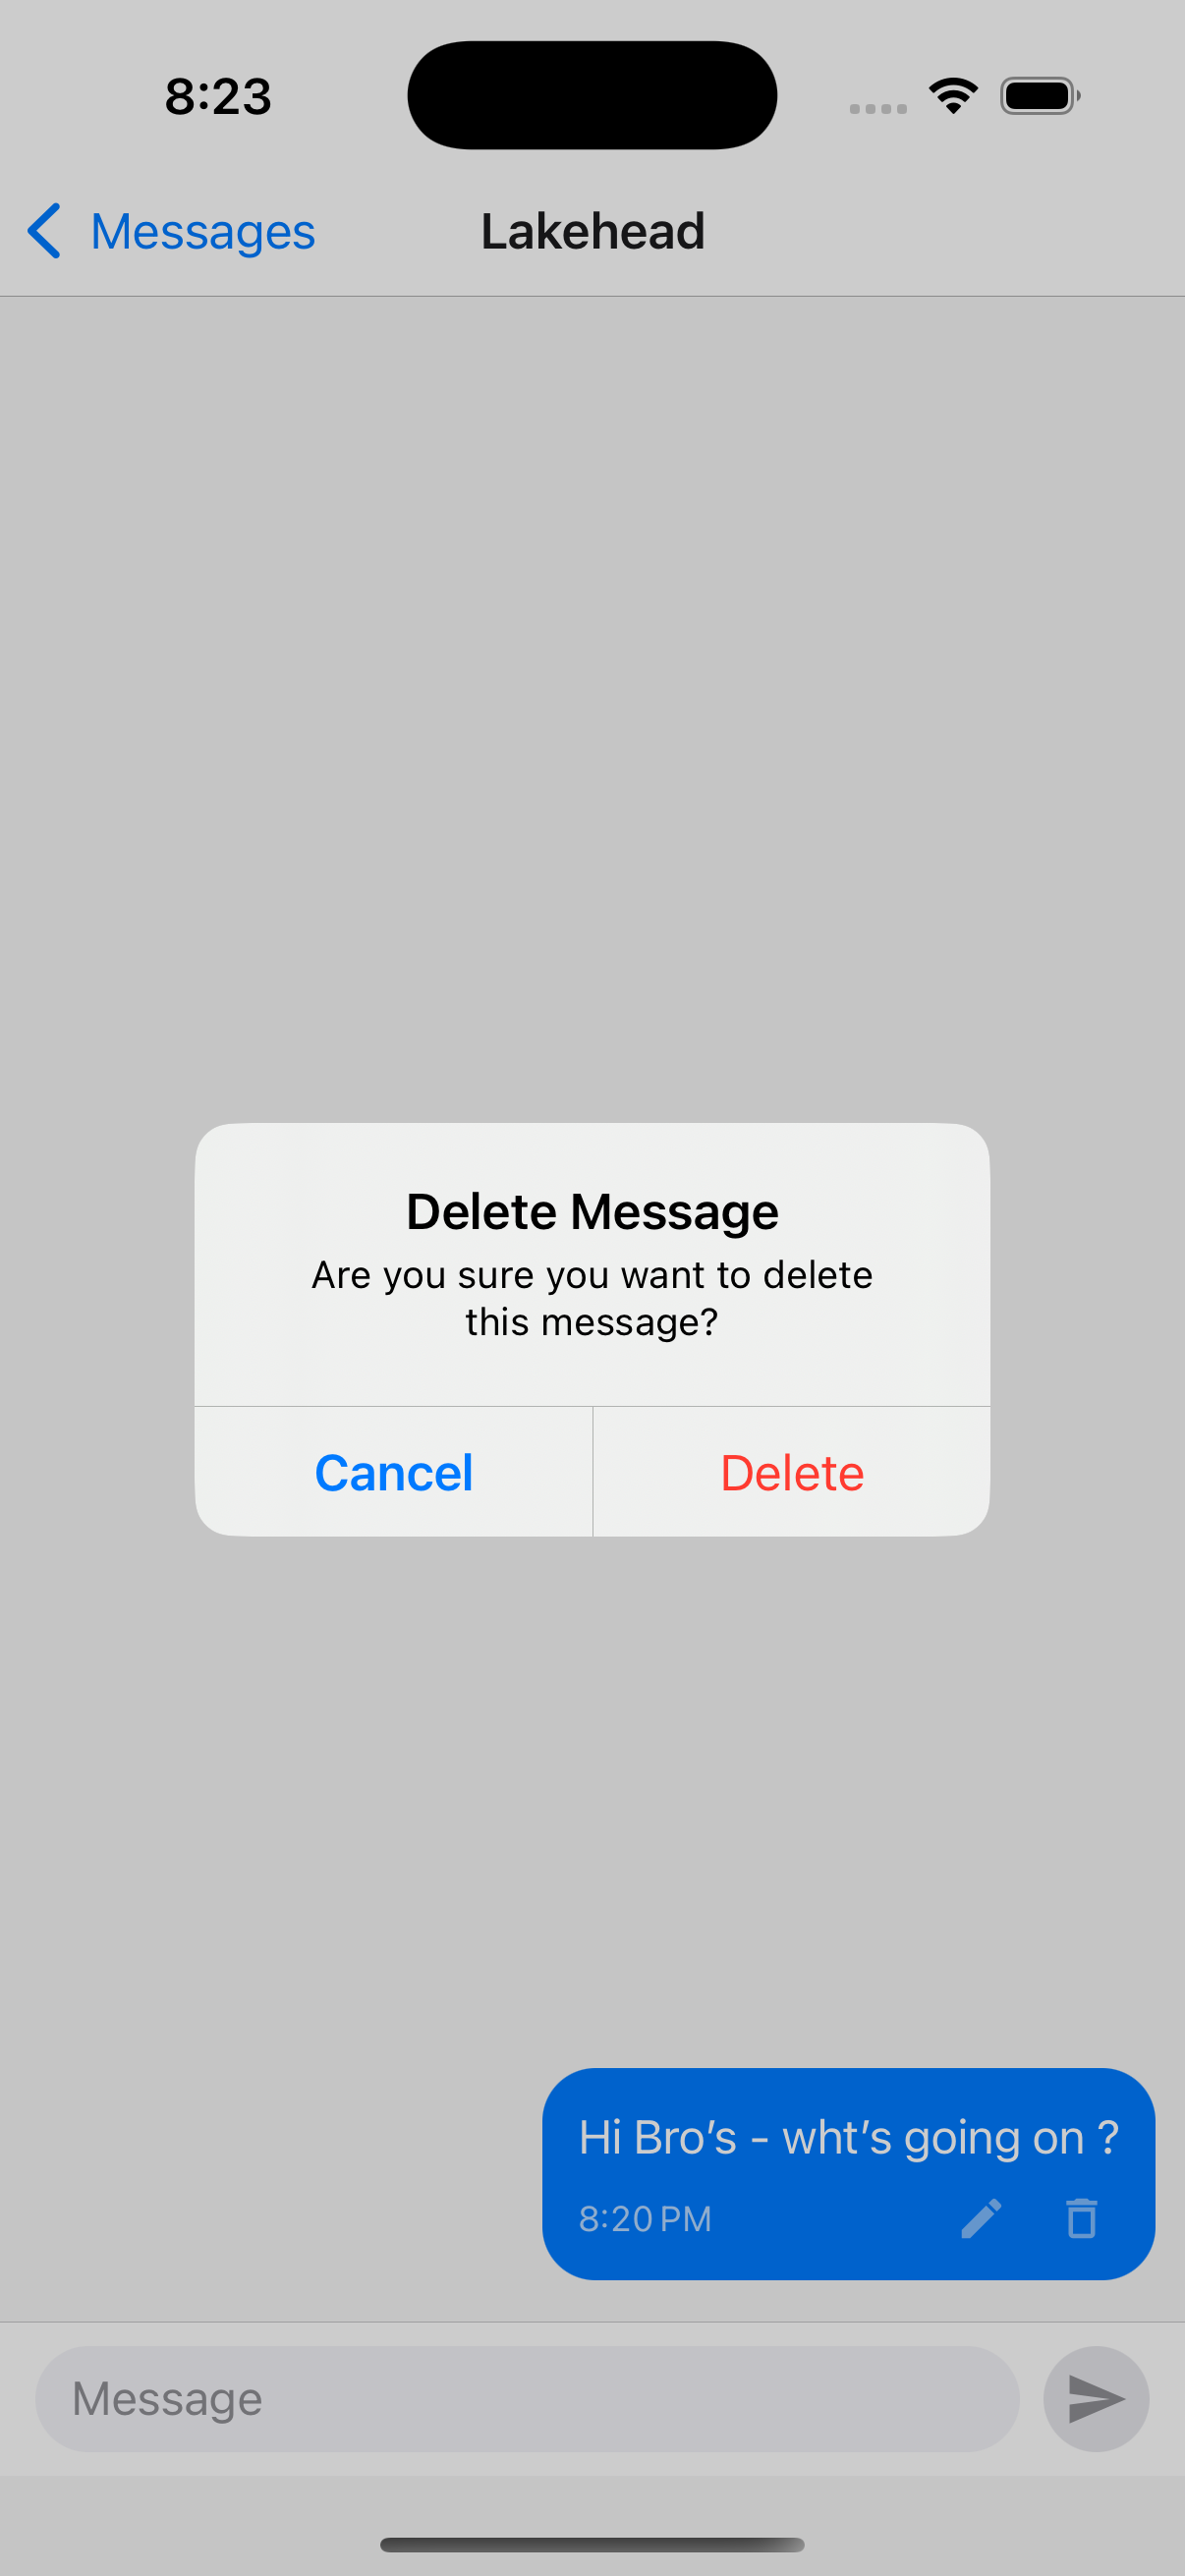 8:23
Messages
Lakehead
Delete Message
Are you sure you want to delete
this message?
Cancel
Delete
Hi Bro’s - wht’s going on ?
8:20 PM
Message